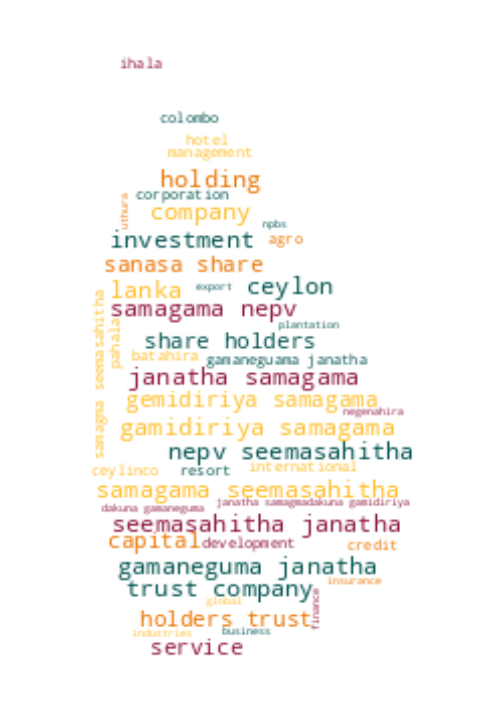 ihala
colombo
hotel
management
holding
corporation
uthura
company
npbs
investment
agro
sanasa share
lanka
export
ceylon
samagama nepv
plantation
share holders
pahala
batahira
gamaneguama janatha
seemasahitha
janatha samagama
gemidiriya samagama
negenahira
samagma
gamidiriya samagama
nepv seemasahitha
ceylinco
resort
international
samagama seemasahitha
dakuna gamaneguma
janatha samagmadakuna gamidiriya
seemasahitha janatha
capital
development
credit
gamaneguma janatha
trust company
insurance
global
finance
holders trust
industries
business
service